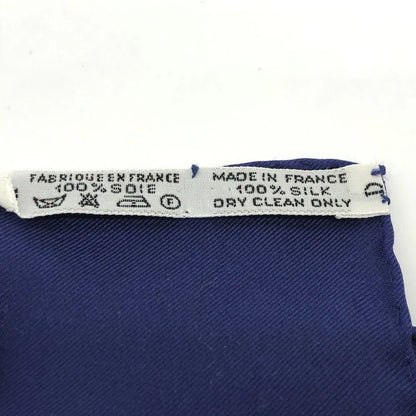 FABRIQUE EN FRANCE
100% SOIE
F
MADE IN FRANCE
100% SILK
DRY CLEAN ONLY
D